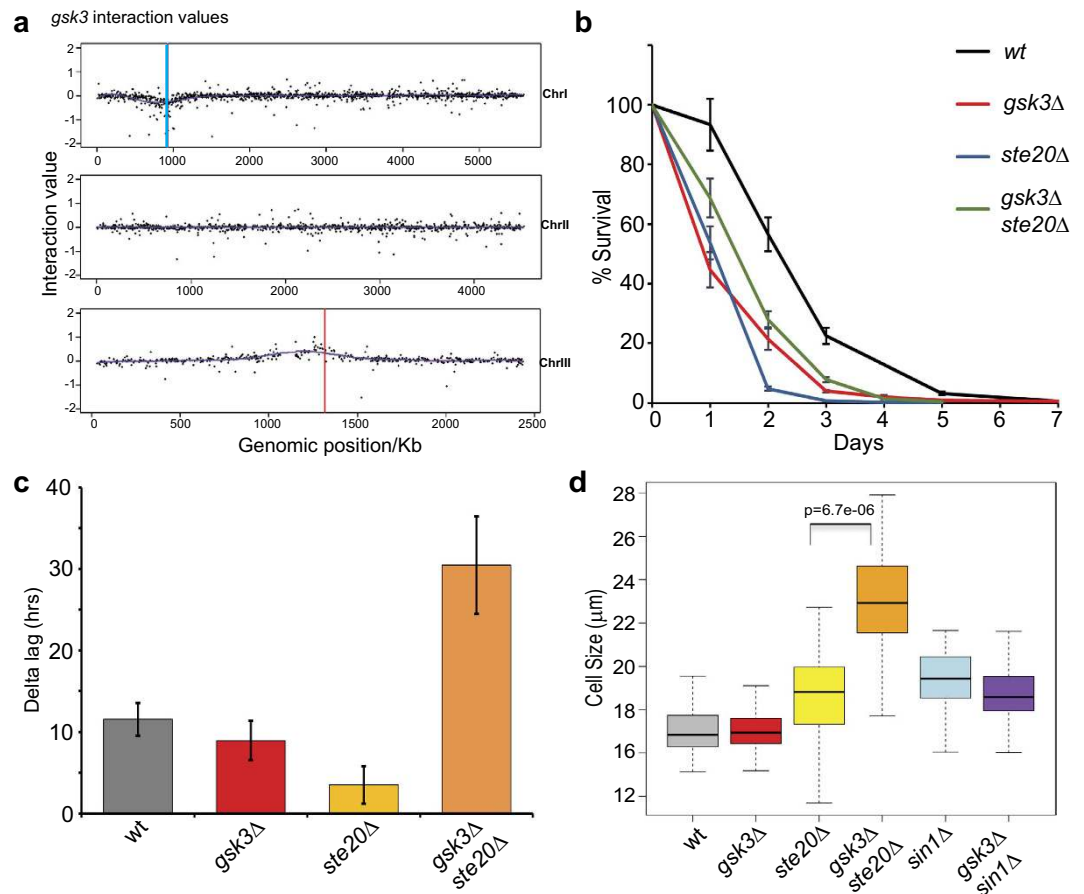 a
gsk3 interaction values
Interaction value
2
1
0
-1
-2
0 1000 2000 3000 4000 5000
ChrI
2
1
0
-1
-2
0 1000 2000 3000 4000
ChrII
2
1
0
-1
-2
0 500 1000 1500 2000 2500
ChrIII
Genomic position/Kb
b
% Survival
100
80
60
40
20
0
0 1 2 3 4 5 6 7
Days
wt
gsk3Δ
ste20Δ
gsk3Δ
ste20Δ
c
Delta lag (hrs)
40
30
20
10
0
wt
gsk3Δ
ste20Δ
gsk3Δ
ste20Δ
d
Cell Size (μm)
28
26
24
22
20
18
16
12
p=6.7e-06
wt
gsk3Δ
ste20Δ
gsk3Δ
ste20Δ
sin1Δ
gsk3Δ
sin1Δ